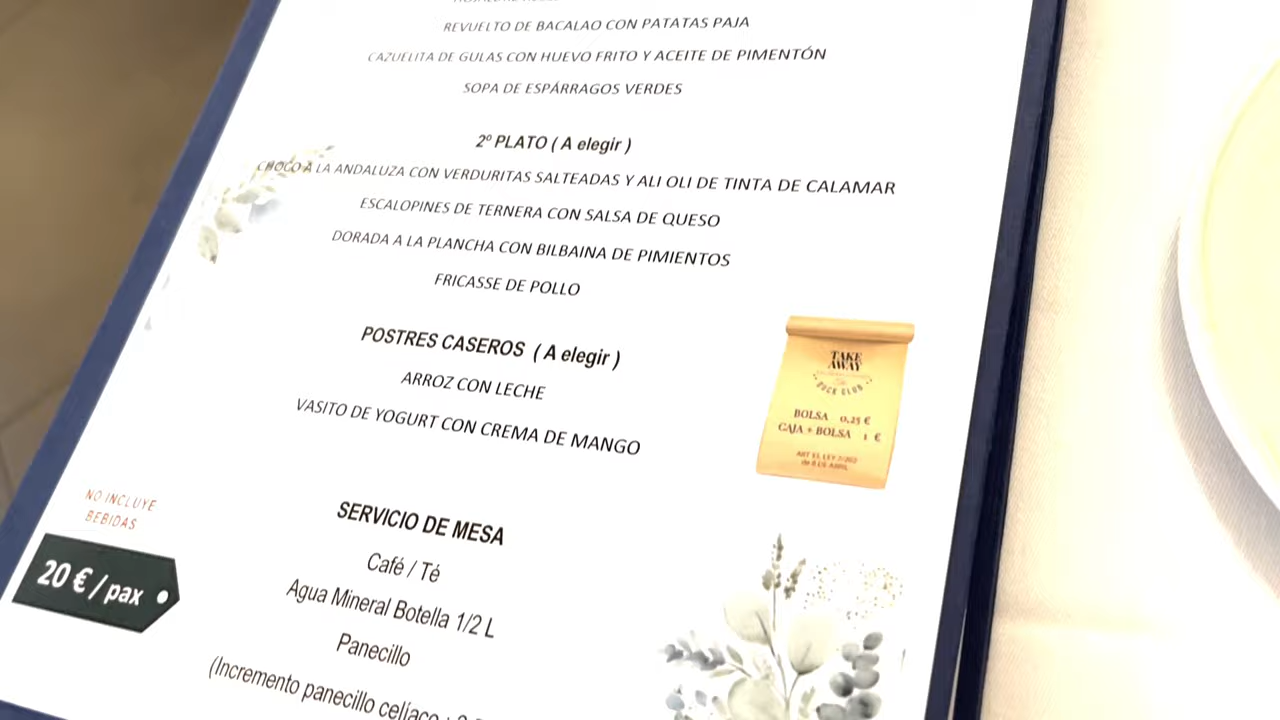 REVUELTO DE BACALAO CON PATATAS PAJA
CAZUELITA DE GULAS CON HUEVO FRITO Y ACEITE DE PIMENTÓN
SOPA DE ESPÁRRAGOS VERDES
2º PLATO ( A elegir )
CHOCO A LA ANDALUZA CON VERDURITAS SALTEADAS Y ALI OLI DE TINTA DE CALAMAR
ESCALOPINES DE TERNERA CON SALSA DE QUESO
DORADA A LA PLANCHA CON BILBAINA DE PIMIENTOS
FRICASSE DE POLLO
POSTRES CASEROS ( A elegir )
ARROZ CON LECHE
VASITO DE YOGURT CON CREMA DE MANGO
TAKE
AWAY
BOLSA 0,25 €
CAJA + BOLSA 1 €
NO INCLUYE
BEBIDAS
20 €/pax
SERVICIO DE MESA
Café / Té
Agua Mineral Botella 1/2 L
Panecillo
(Incremento panecillo celíaco